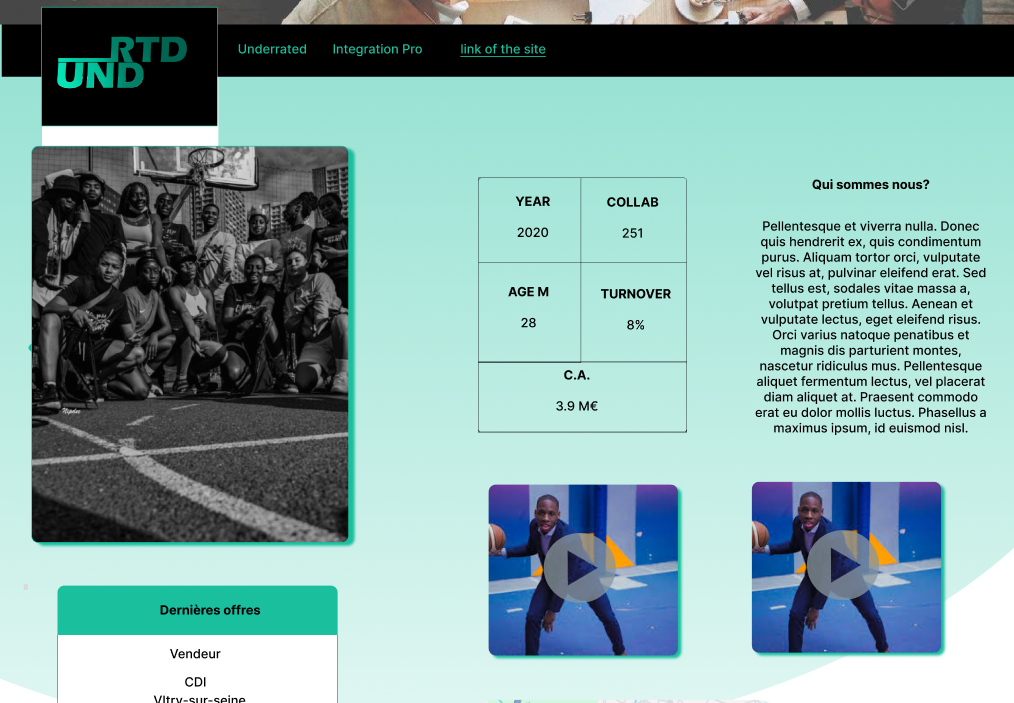 RTD
UND
Underrated Integration Pro link of the site
YEAR
2020
COLLAB
251
AGE M
28
TURNOVER
8%
C.A.
3.9 M€
Qui sommes nous?
Pellentesque et viverra nulla. Donec
quis hendrerit ex, quis condimentum
purus. Aliquam tortor orci, vulputate
vel risus at, pulvinar eleifend erat. Sed
tellus est, sodales vitae massa a,
volutpat pretium tellus. Aenean et
vulputate lectus, eget eleifend risus.
Orci varius natoque penatibus et
magnis dis parturient montes,
nascetur ridiculus mus. Pellentesque
aliquet fermentum lectus, vel placerat
diam aliquet at. Praesent commodo
erat eu dolor mollis luctus. Phasellus a
maximus ipsum, id euismod nisl.
Dernières offres
Vendeur
CDI
VItry-sur-seine